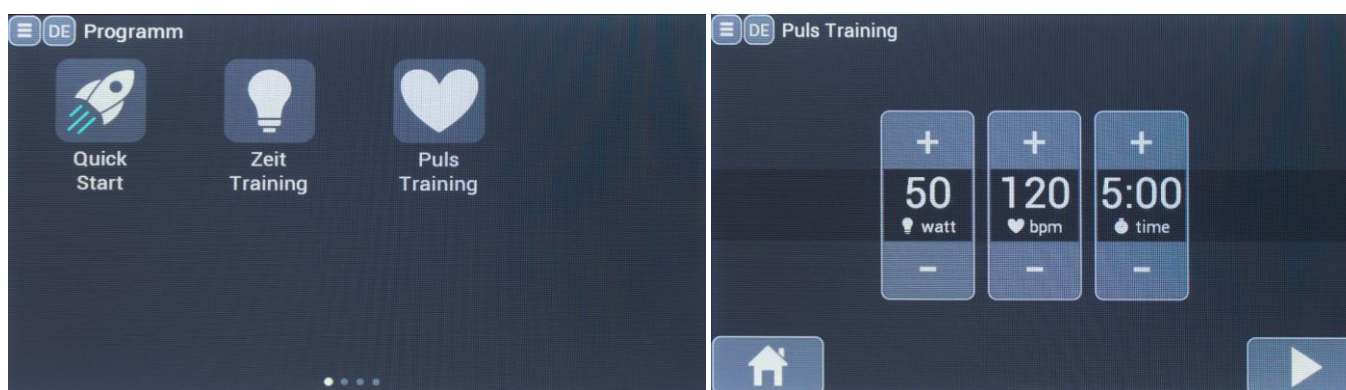 DE Programm
Quick
Start
Zeit
Training
Puls
Training
DE Puls Training
+
+
+
50
watt
120
bpm
5:00
time
-
-
-